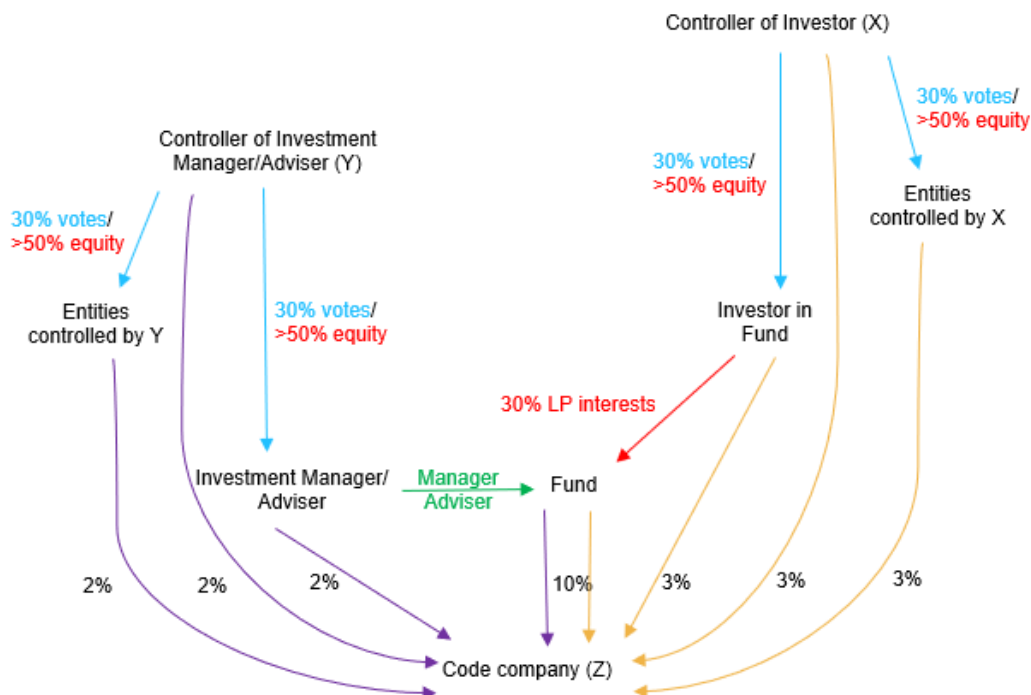 Controller of Investor (X)
30% votes/
>50% equity
Controller of Investment
Manager/Adviser (Y)
30% votes/
>50% equity
Entities
controlled by X
30% votes/
>50% equity
Entities
controlled by Y
30% votes/
>50% equity
Investor in
Fund
30% LP interests
Investment Manager/
Adviser
Manager
Adviser
Fund
2%
2%
2%
10%
3%
3%
3%
Code company (Z)